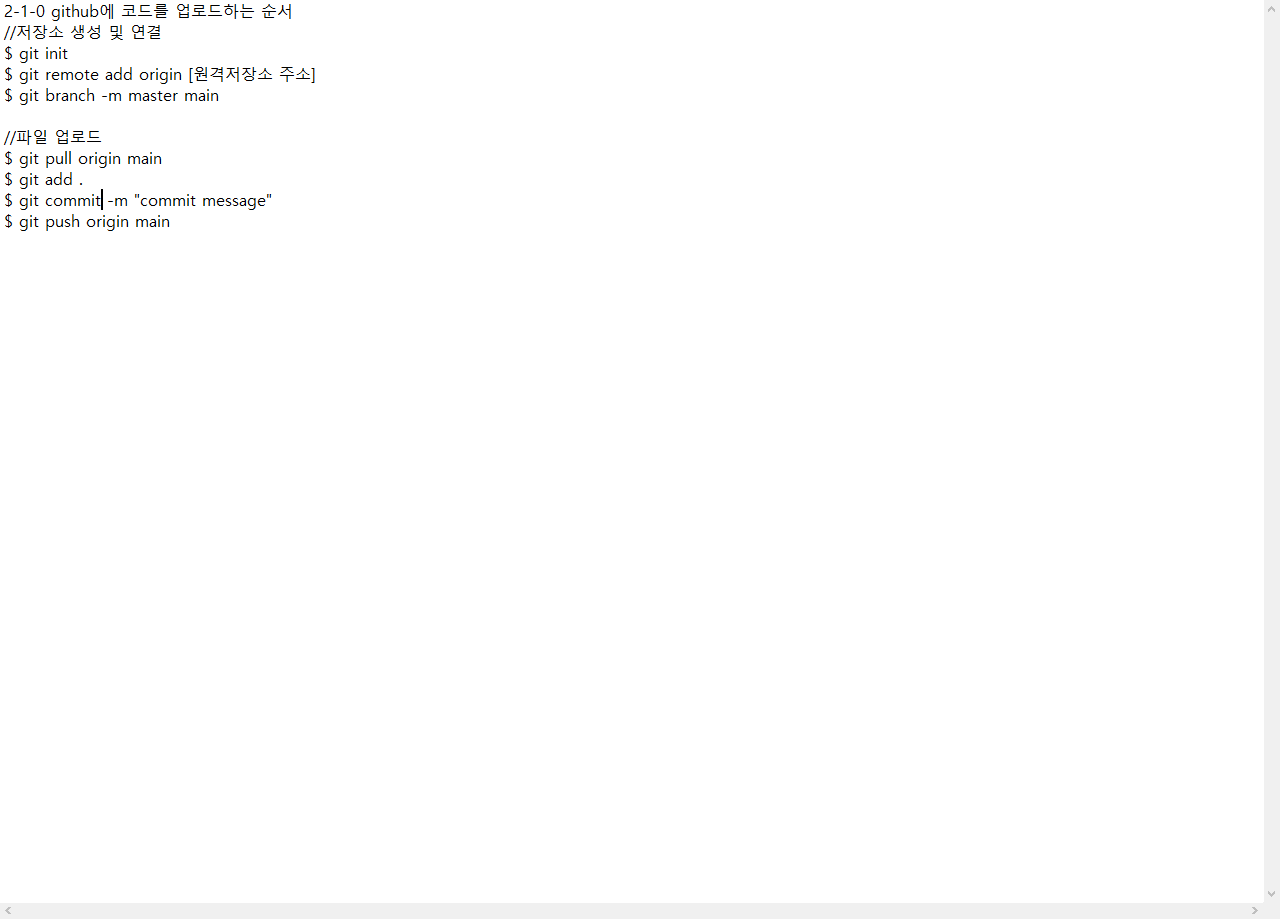 2-1-0 github에 코드를 업로드하는 순서
//저장소 생성 및 연결
$ git init
$ git remote add origin [원격저장소 주소]
$ git branch -m master main
//파일 업로드
$ git pull origin main
$ git add .
$ git commit -m "commit message"
$ git push origin main